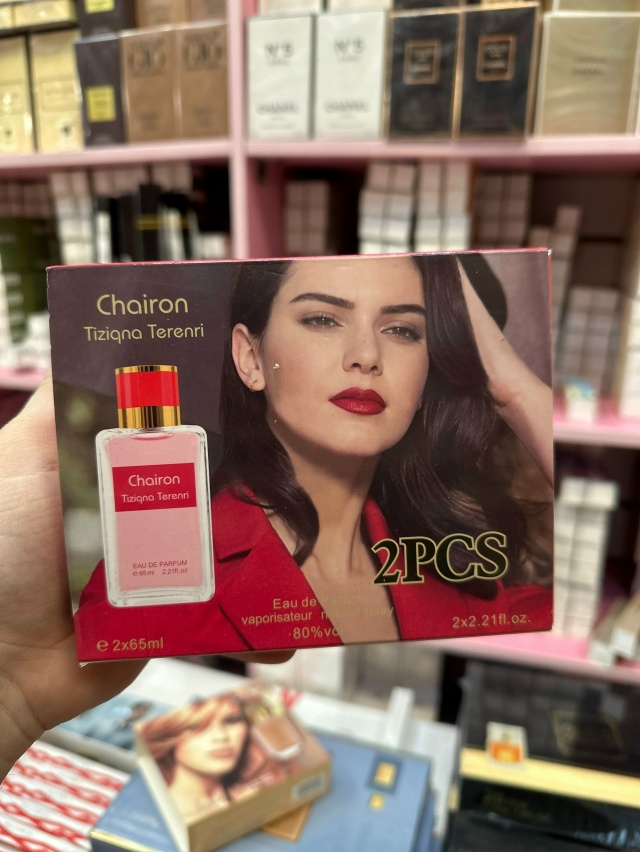 N°5
CHANEL
N°5
CHANEL
Chairon
Tiziqna Terenri
Chairon
Tiziqna Terenri
EAU DE PARFUM
e 65 ml 2.21fl.oz
2PCS
Eau de
vaporisateur
80%vo
e 2x65ml
2x2.21fl.oz.